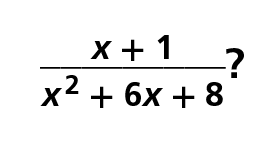 x + 1
x² + 6x + 8?